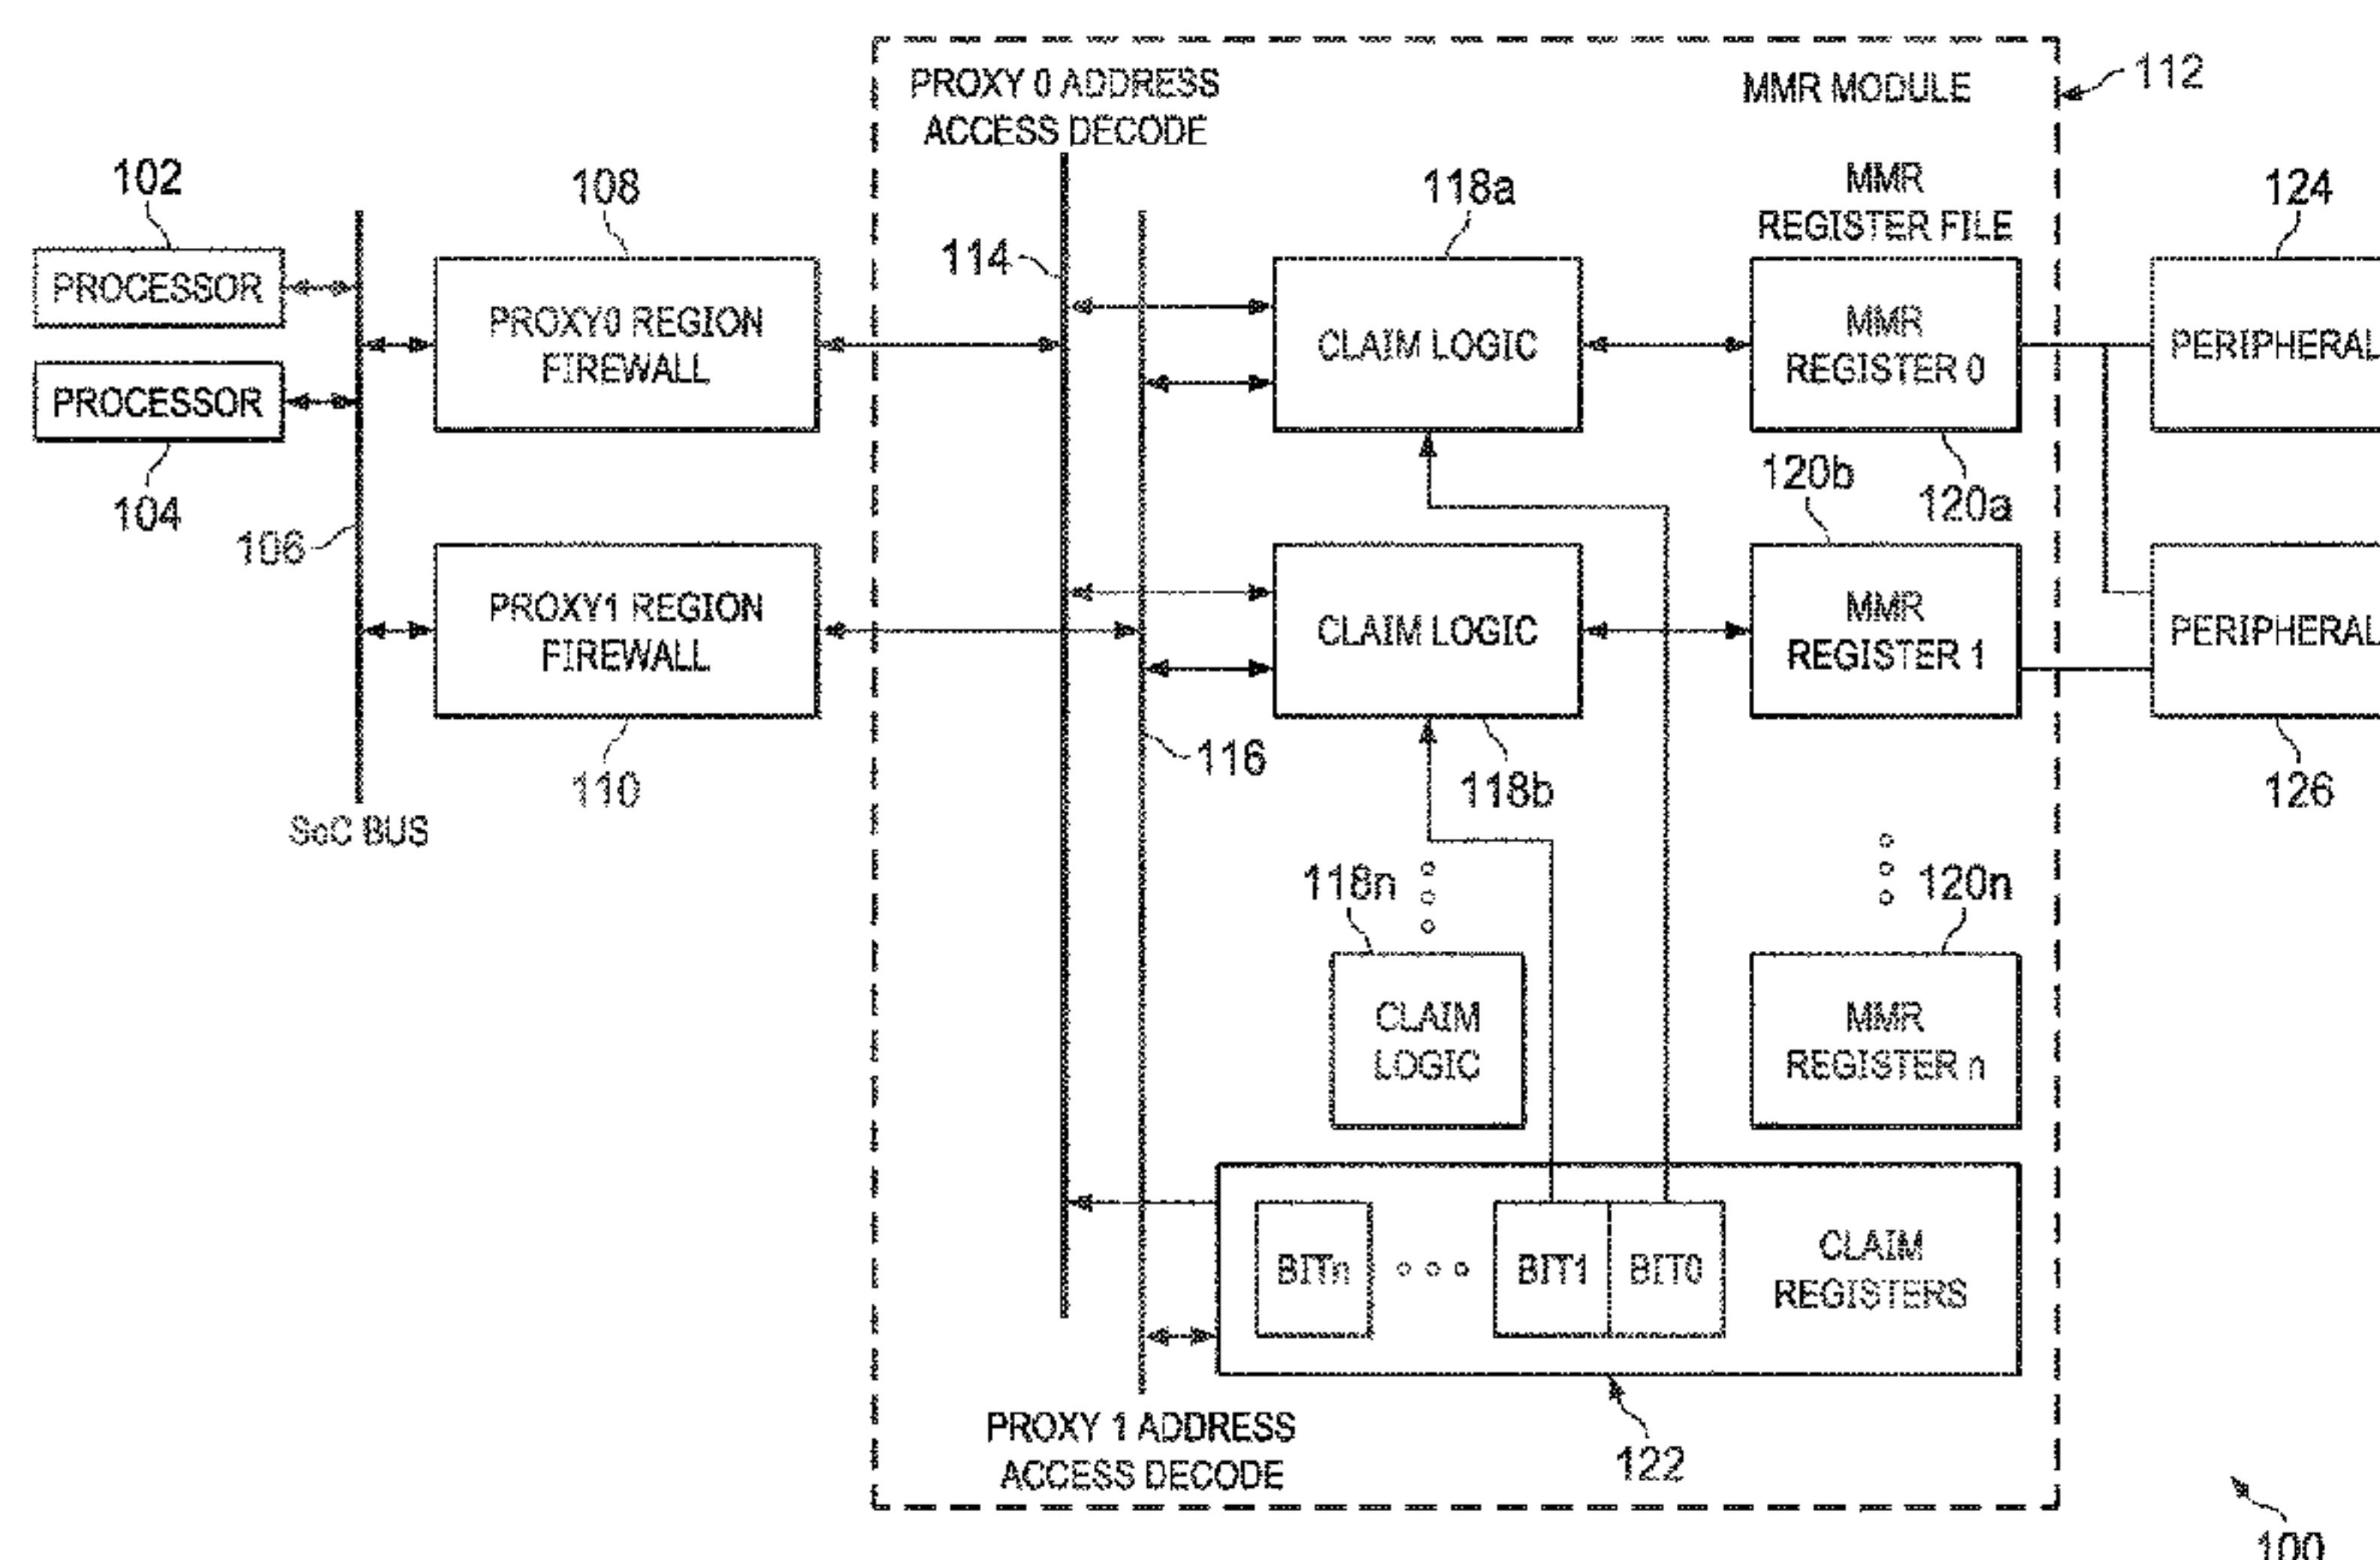 PROXY 0 ADDRESS
ACCESS DECODE
MMR MODULE
112
102
108
118a
MMR
REGISTER FILE
124
114
PROCESSOR
PROXY0 REGION
FIREWALL
CLAIM LOGIC
MMR
REGISTER 0
PERIPHERAL
PROCESSOR
104
106
120b
120a
PROXY1 REGION
FIREWALL
CLAIM LOGIC
MMR
REGISTER 1
PERIPHERAL
110
116
118b
126
SoC BUS
118n
120n
CLAIM
LOGIC
MMR
REGISTER n
BITn
BIT1
BIT0
CLAIM
REGISTERS
PROXY 1 ADDRESS
ACCESS DECODE
122
100